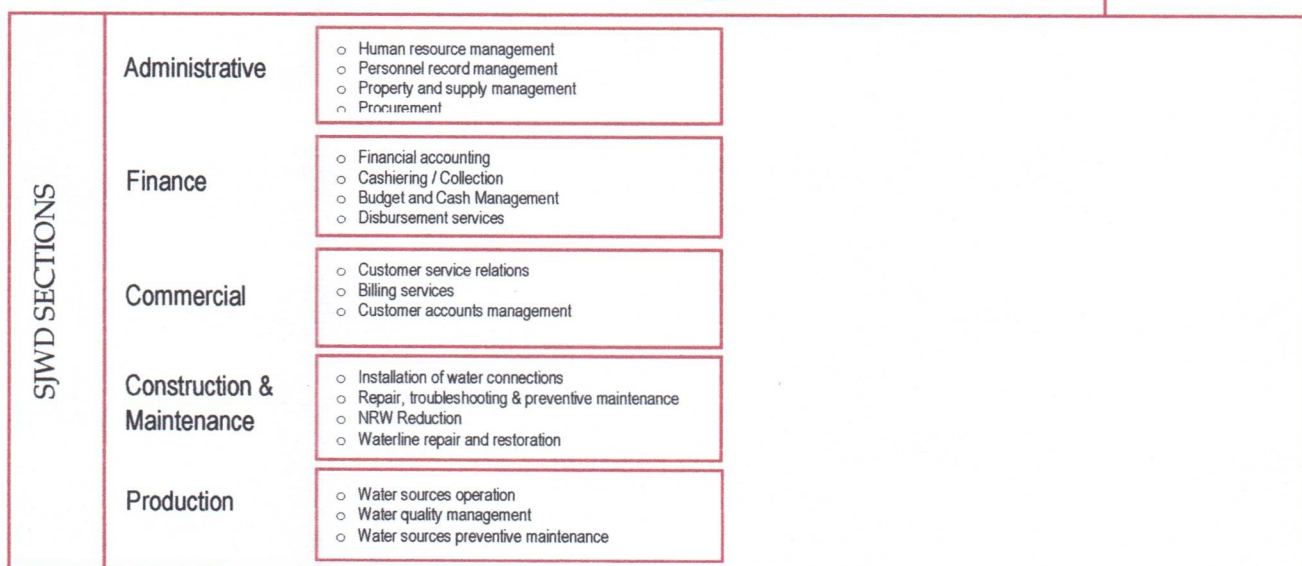 SJWD SECTIONS
Administrative
o Human resource management
o Personnel record management
o Property and supply management
o Procurement
Finance
o Financial accounting
o Cashiering / Collection
o Budget and Cash Management
o Disbursement services
Commercial
o Customer service relations
o Billing services
o Customer accounts management
Construction &
Maintenance
o Installation of water connections
o Repair, troubleshooting & preventive maintenance
o NRW Reduction
o Waterline repair and restoration
Production
o Water sources operation
o Water quality management
o Water sources preventive maintenance